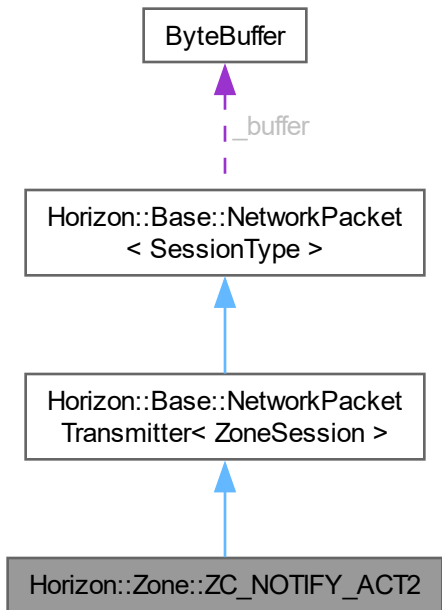 ByteBuffer
_buffer
Horizon::Base::NetworkPacket
< SessionType >
Horizon::Base::NetworkPacket
Transmitter< ZoneSession >
Horizon::Zone::ZC_NOTIFY_ACT2